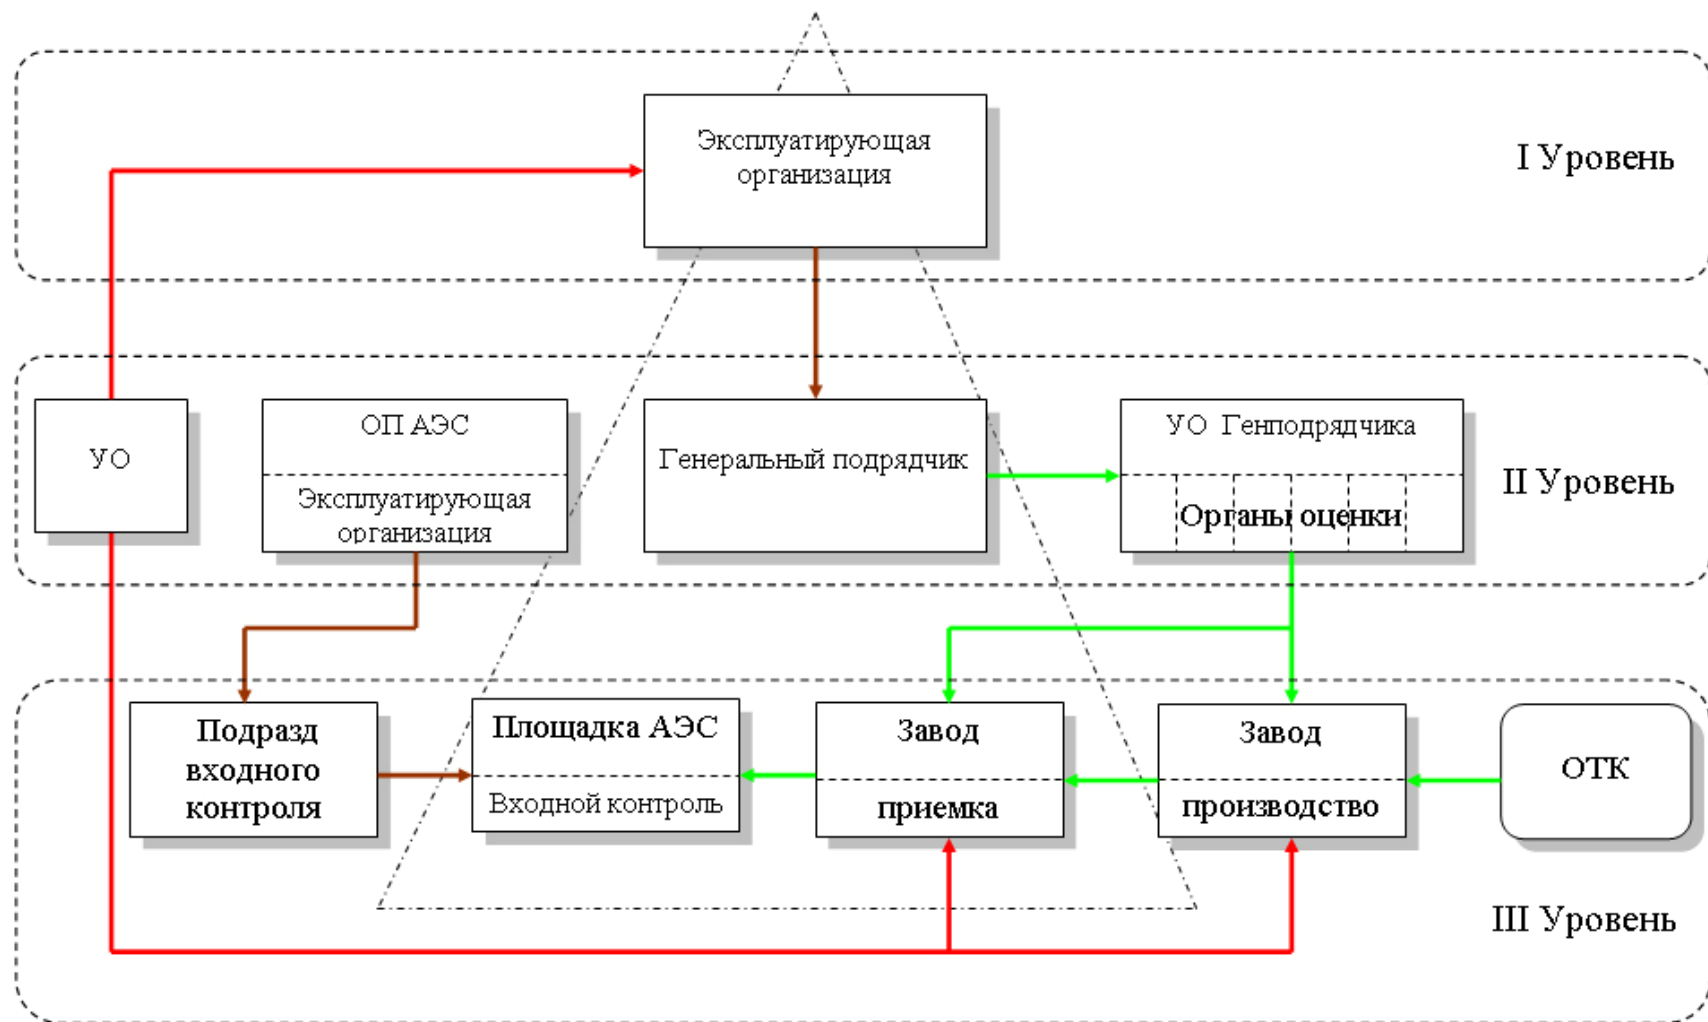 Эксплуатирующая
организация
I Уровень
УО
ОП АЭС
Эксплуатирующая
организация
Генеральный подрядчик
УО Генподрядчика
Органы оценки
II Уровень
Подразд
входного
контроля
Площадка АЭС
Входной контроль
Завод
приемка
Завод
производство
ОТК
III Уровень